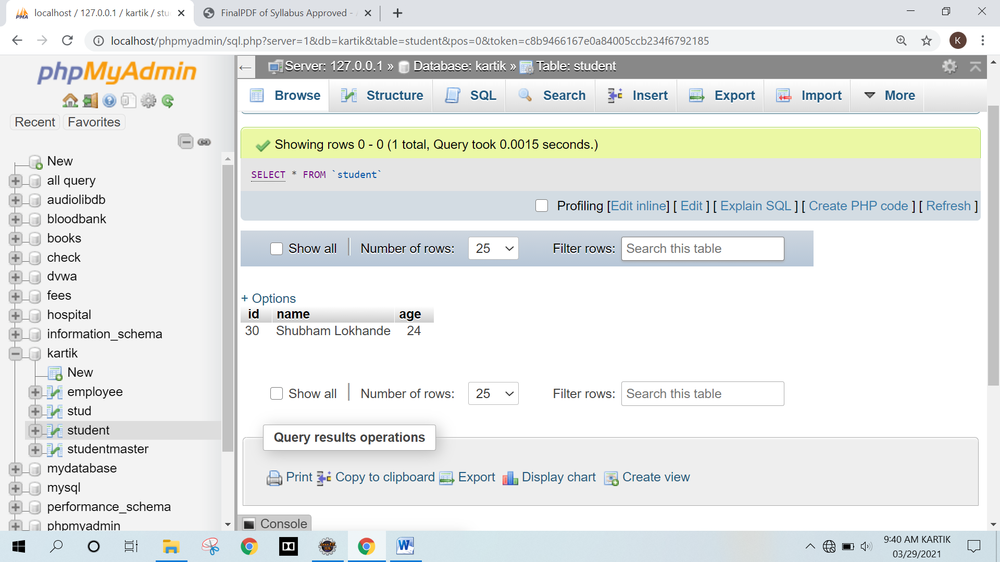 localhost / 127.0.0.1 / kartik / stu
FinalPDF of Syllabus Approved -
localhost/phpmyadmin/sql.php?server=1&db=kartik&table=student&pos=0&token=c8b9466167e0a84005ccb234f6792185
K
phpMyAdmin
Recent Favorites
New
all query
audiolibdb
bloodbank
books
check
dvwa
fees
hospital
information_schema
kartik
New
employee
stud
student
studentmaster
mydatabase
mysql
performance_schema
phpmyadmin
Server: 127.0.0.1 » Database: kartik » Table: student
Browse Structure SQL Search Insert Export Import More
Showing rows 0 - 0 (1 total, Query took 0.0015 seconds.)
SELECT * FROM `student`
Profiling [Edit inline] [ Edit ] [ Explain SQL ] [ Create PHP code ] [ Refresh ]
Show all Number of rows: 25 Filter rows: Search this table
+ Options
id name age
30 Shubham Lokhande 24
Show all Number of rows: 25 Filter rows: Search this table
Query results operations
Print Copy to clipboard Export Display chart Create view
Console
9:40 AM KARTIK
03/29/2021